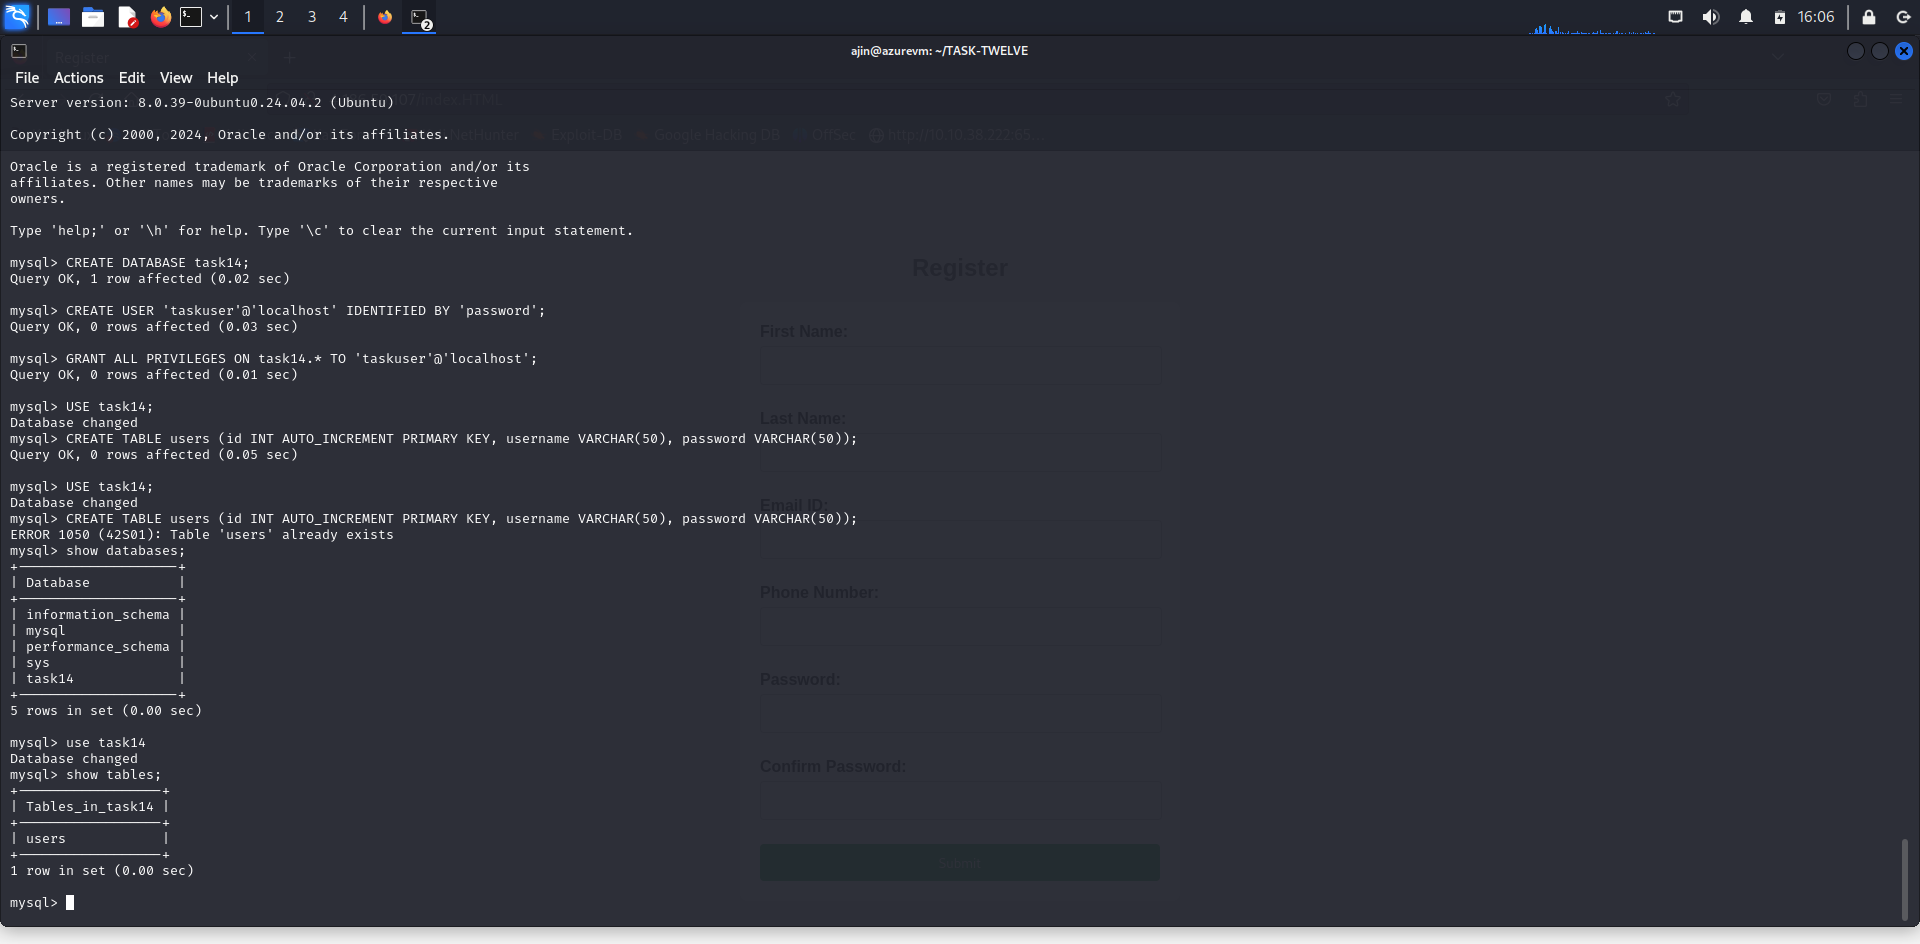 1 2 3 4 2 16:06
ajin@azurevm: ~/TASK-TWELVE
Register
File Actions Edit View Help
Server version: 8.0.39-0ubuntu0.24.04.2 (Ubuntu)
Copyright (c) 2000, 2024, Oracle and/or its affiliates.
NetHunter Exploit-DB Google Hacking DB OffSec
Oracle is a registered trademark of Oracle Corporation and/or its
affiliates. Other names may be trademarks of their respective
owners.
Type 'help;' or '\h' for help. Type '\c' to clear the current input statement.
mysql> CREATE DATABASE task14;
Query OK, 1 row affected (0.02 sec)
mysql> CREATE USER 'taskuser'@'localhost' IDENTIFIED BY 'password';
Query OK, 0 rows affected (0.03 sec)
mysql> GRANT ALL PRIVILEGES ON task14.* TO 'taskuser'@'localhost';
Query OK, 0 rows affected (0.01 sec)
mysql> USE task14;
Database changed
mysql> CREATE TABLE users (id INT AUTO_INCREMENT PRIMARY KEY, username VARCHAR(50), password VARCHAR(50));
Query OK, 0 rows affected (0.05 sec)
mysql> USE task14;
Database changed
mysql> CREATE TABLE users (id INT AUTO_INCREMENT PRIMARY KEY, username VARCHAR(50), password VARCHAR(50));
ERROR 1050 (42S01): Table 'users' already exists
mysql> show databases;
+--------------------+
| Database           |
+--------------------+
| information_schema |
| mysql              |
| performance_schema |
| sys                |
| task14             |
+--------------------+
5 rows in set (0.00 sec)
mysql> use task14
Database changed
mysql> show tables;
+------------------+
| Tables_in_task14 |
+------------------+
| users            |
+------------------+
1 row in set (0.00 sec)
mysql>
Register
First Name:
Last Name:
Email ID:
Phone Number:
Password:
Confirm Password: